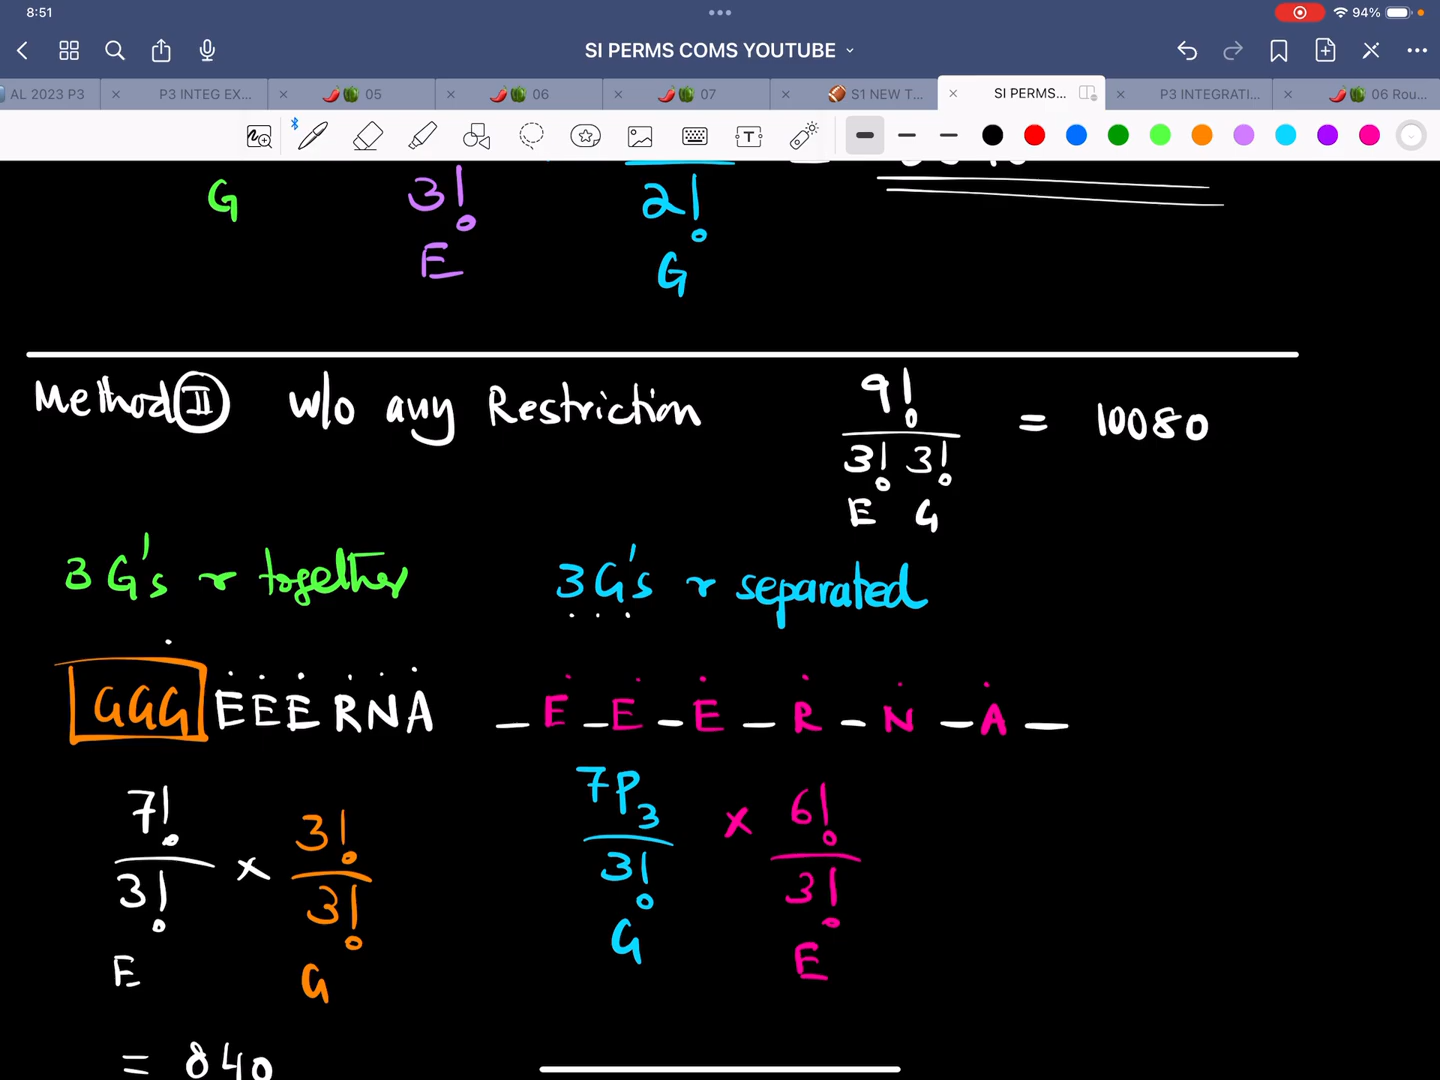 8:51
94%
SI PERMS COMS YOUTUBE
AL 2023 P3
P3 INTEG EX...
05
06
07
S1 NEW T...
SI PERMS...
P3 INTEGRATI...
06 Rou...
3! 2!
G E G
Method II w/o any Restriction 9! / 3! 3! = 10080
E G
3 G's r together 3 G's r separated
GGG EEERNA _ E _ E _ E _ R _ N _ A _
7! / 3! × 3! / 3! 7P3 / 3! × 6! / 3!
E G G E
= 840